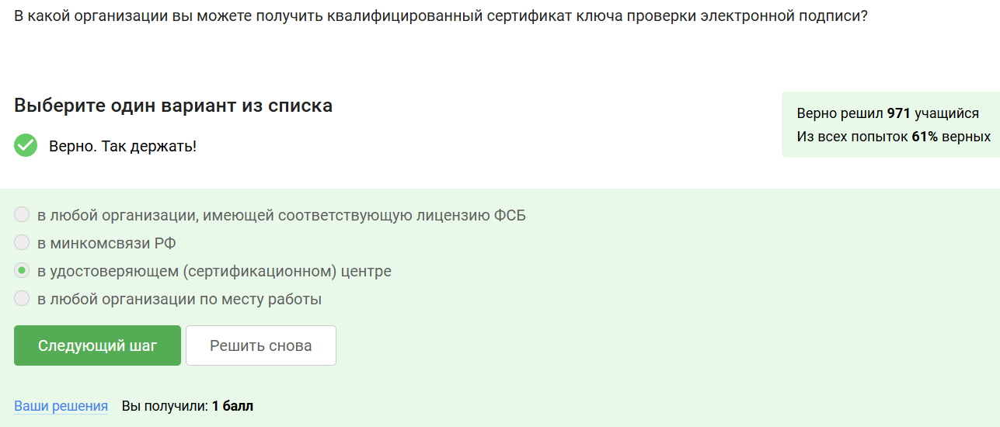 В какой организации вы можете получить квалифицированный сертификат ключа проверки электронной подписи?
Выберите один вариант из списка
Верно. Так держать!
Верно решил 971 учащийся
Из всех попыток 61% верных
в любой организации, имеющей соответствующую лицензию ФСБ
в минкомсвязи РФ
в удостоверяющем (сертификационном) центре
в любой организации по месту работы
Следующий шаг
Решить снова
Ваши решения
Вы получили: 1 балл